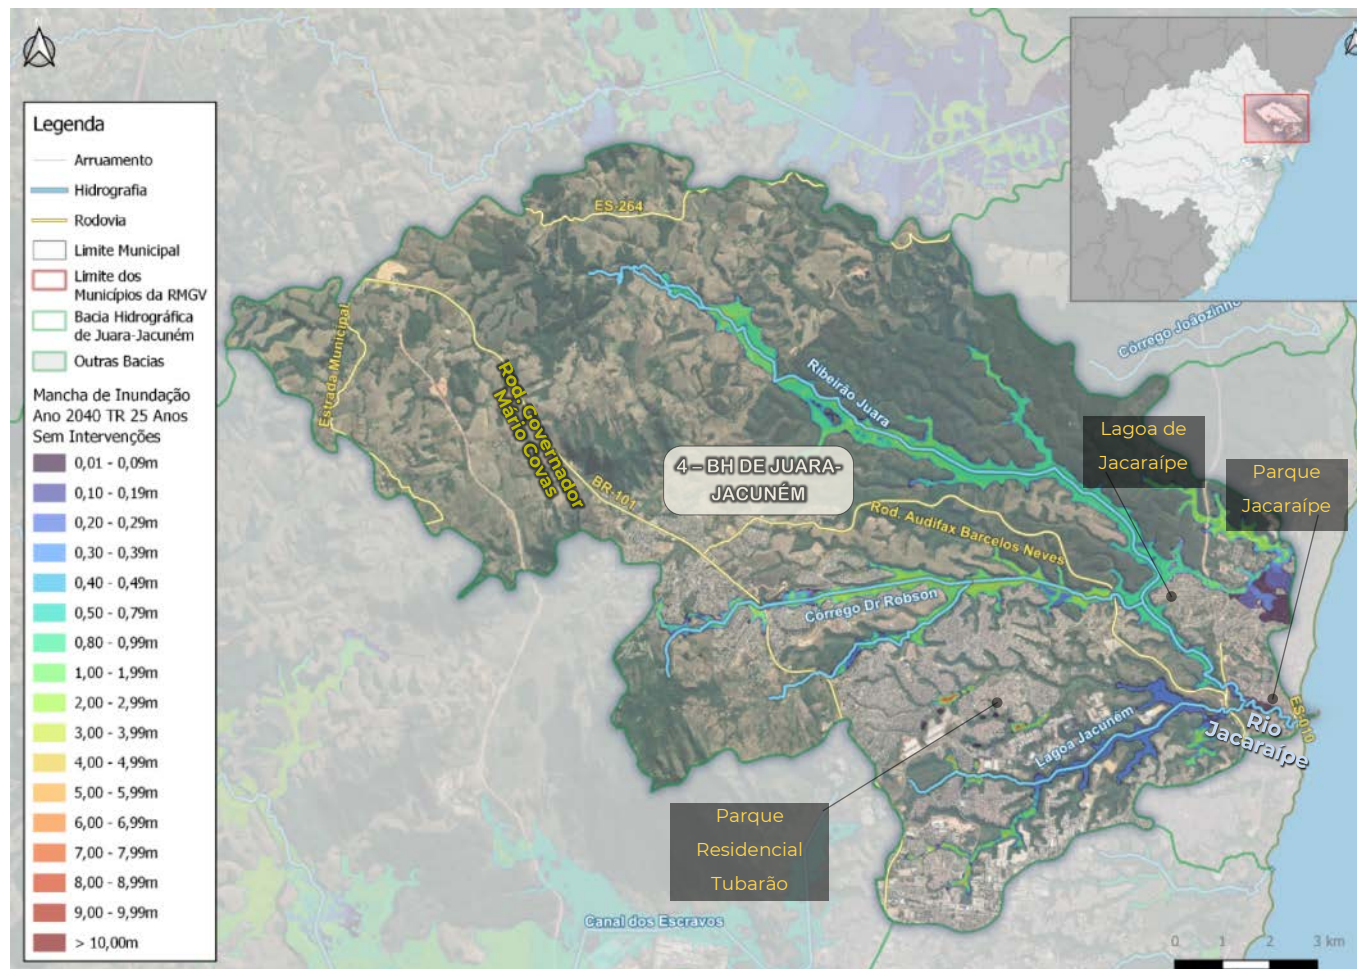 Legenda
Arruamento
Hidrografia
Rodovia
Limite Municipal
Limite dos
Municípios da RMGV
Bacia Hidrográfica
de Juara-Jacuném
Outras Bacias
Mancha de Inundação
Ano 2040 TR 25 Anos
Sem Intervenções
0,01 - 0,09m
0,10 - 0,19m
0,20 - 0,29m
0,30 - 0,39m
0,40 - 0,49m
0,50 - 0,79m
0,80 - 0,99m
1,00 - 1,99m
2,00 - 2,99m
3,00 - 3,99m
4,00 - 4,99m
5,00 - 5,99m
6,00 - 6,99m
7,00 - 7,99m
8,00 - 8,99m
9,00 - 9,99m
> 10,00m
ES-264
Estrada Municipal
Rod. Governador
Mário Covas
BR-101
Ribeirão Juara
4 – BH DE JUARA-
JACUNÉM
Rod. Audifax Barcelos Neves
Córrego Dr Robson
Córrego Joãozinho
Lagoa de
Jacaraípe
Parque
Jacaraípe
Lagoa Jacuném
Rio
Jacaraípe
ES-010
Parque
Residencial
Tubarão
Canal dos Escravos
0 1 2 3 km